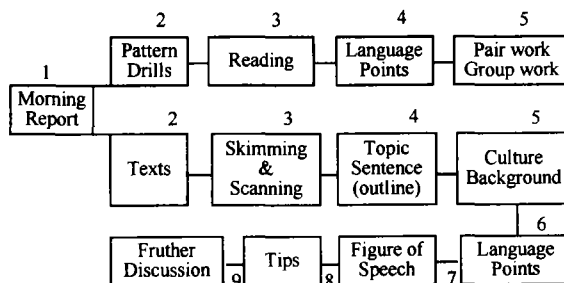 2 3 4 5
Pattern
Drills
Reading
Language
Points
Pair work
Group work
1
Morning
Report
2 3 4 5
Texts
Skimming
&
Scanning
Topic
Sentence
(outline)
Culture
Background
6
Fruther
Discussion
9
Tips
8
Figure of
Speech
7
Language
Points